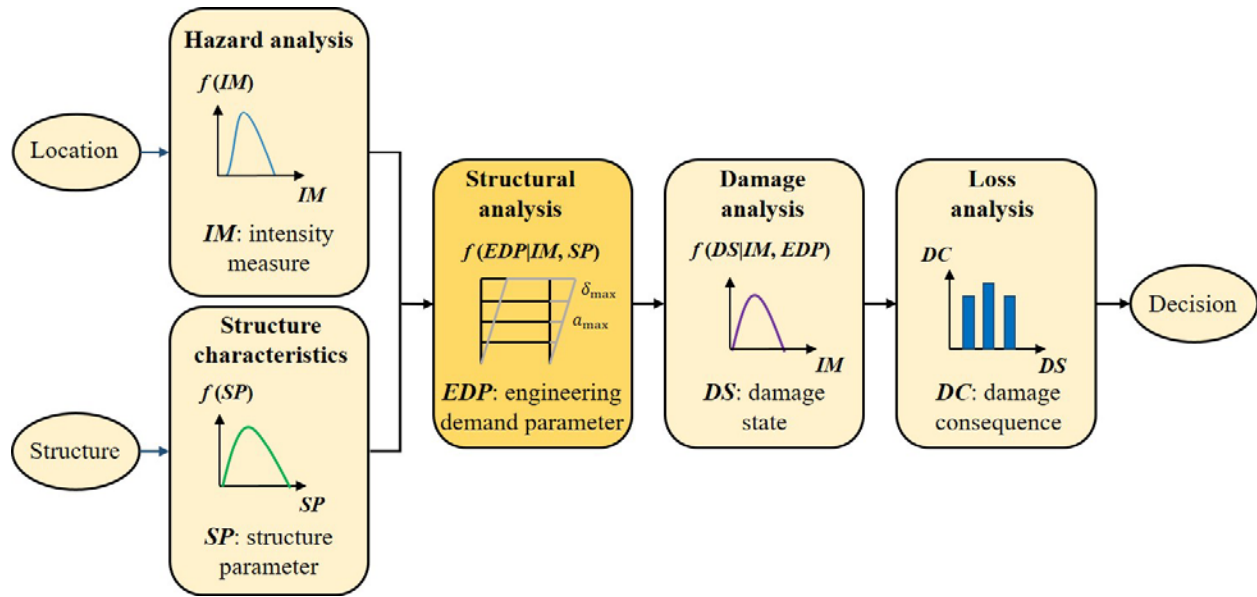 Location
Hazard analysis
f (IM)
IM
IM: intensity
measure
Structure
Structure
characteristics
f (SP)
SP
SP: structure
parameter
Structural
analysis
f (EDP|IM, SP)
δmax
amax
EDP: engineering
demand parameter
Damage
analysis
f (DS|IM, EDP)
IM
DS: damage
state
Loss
analysis
DC
DS
DC: damage
consequence
Decision